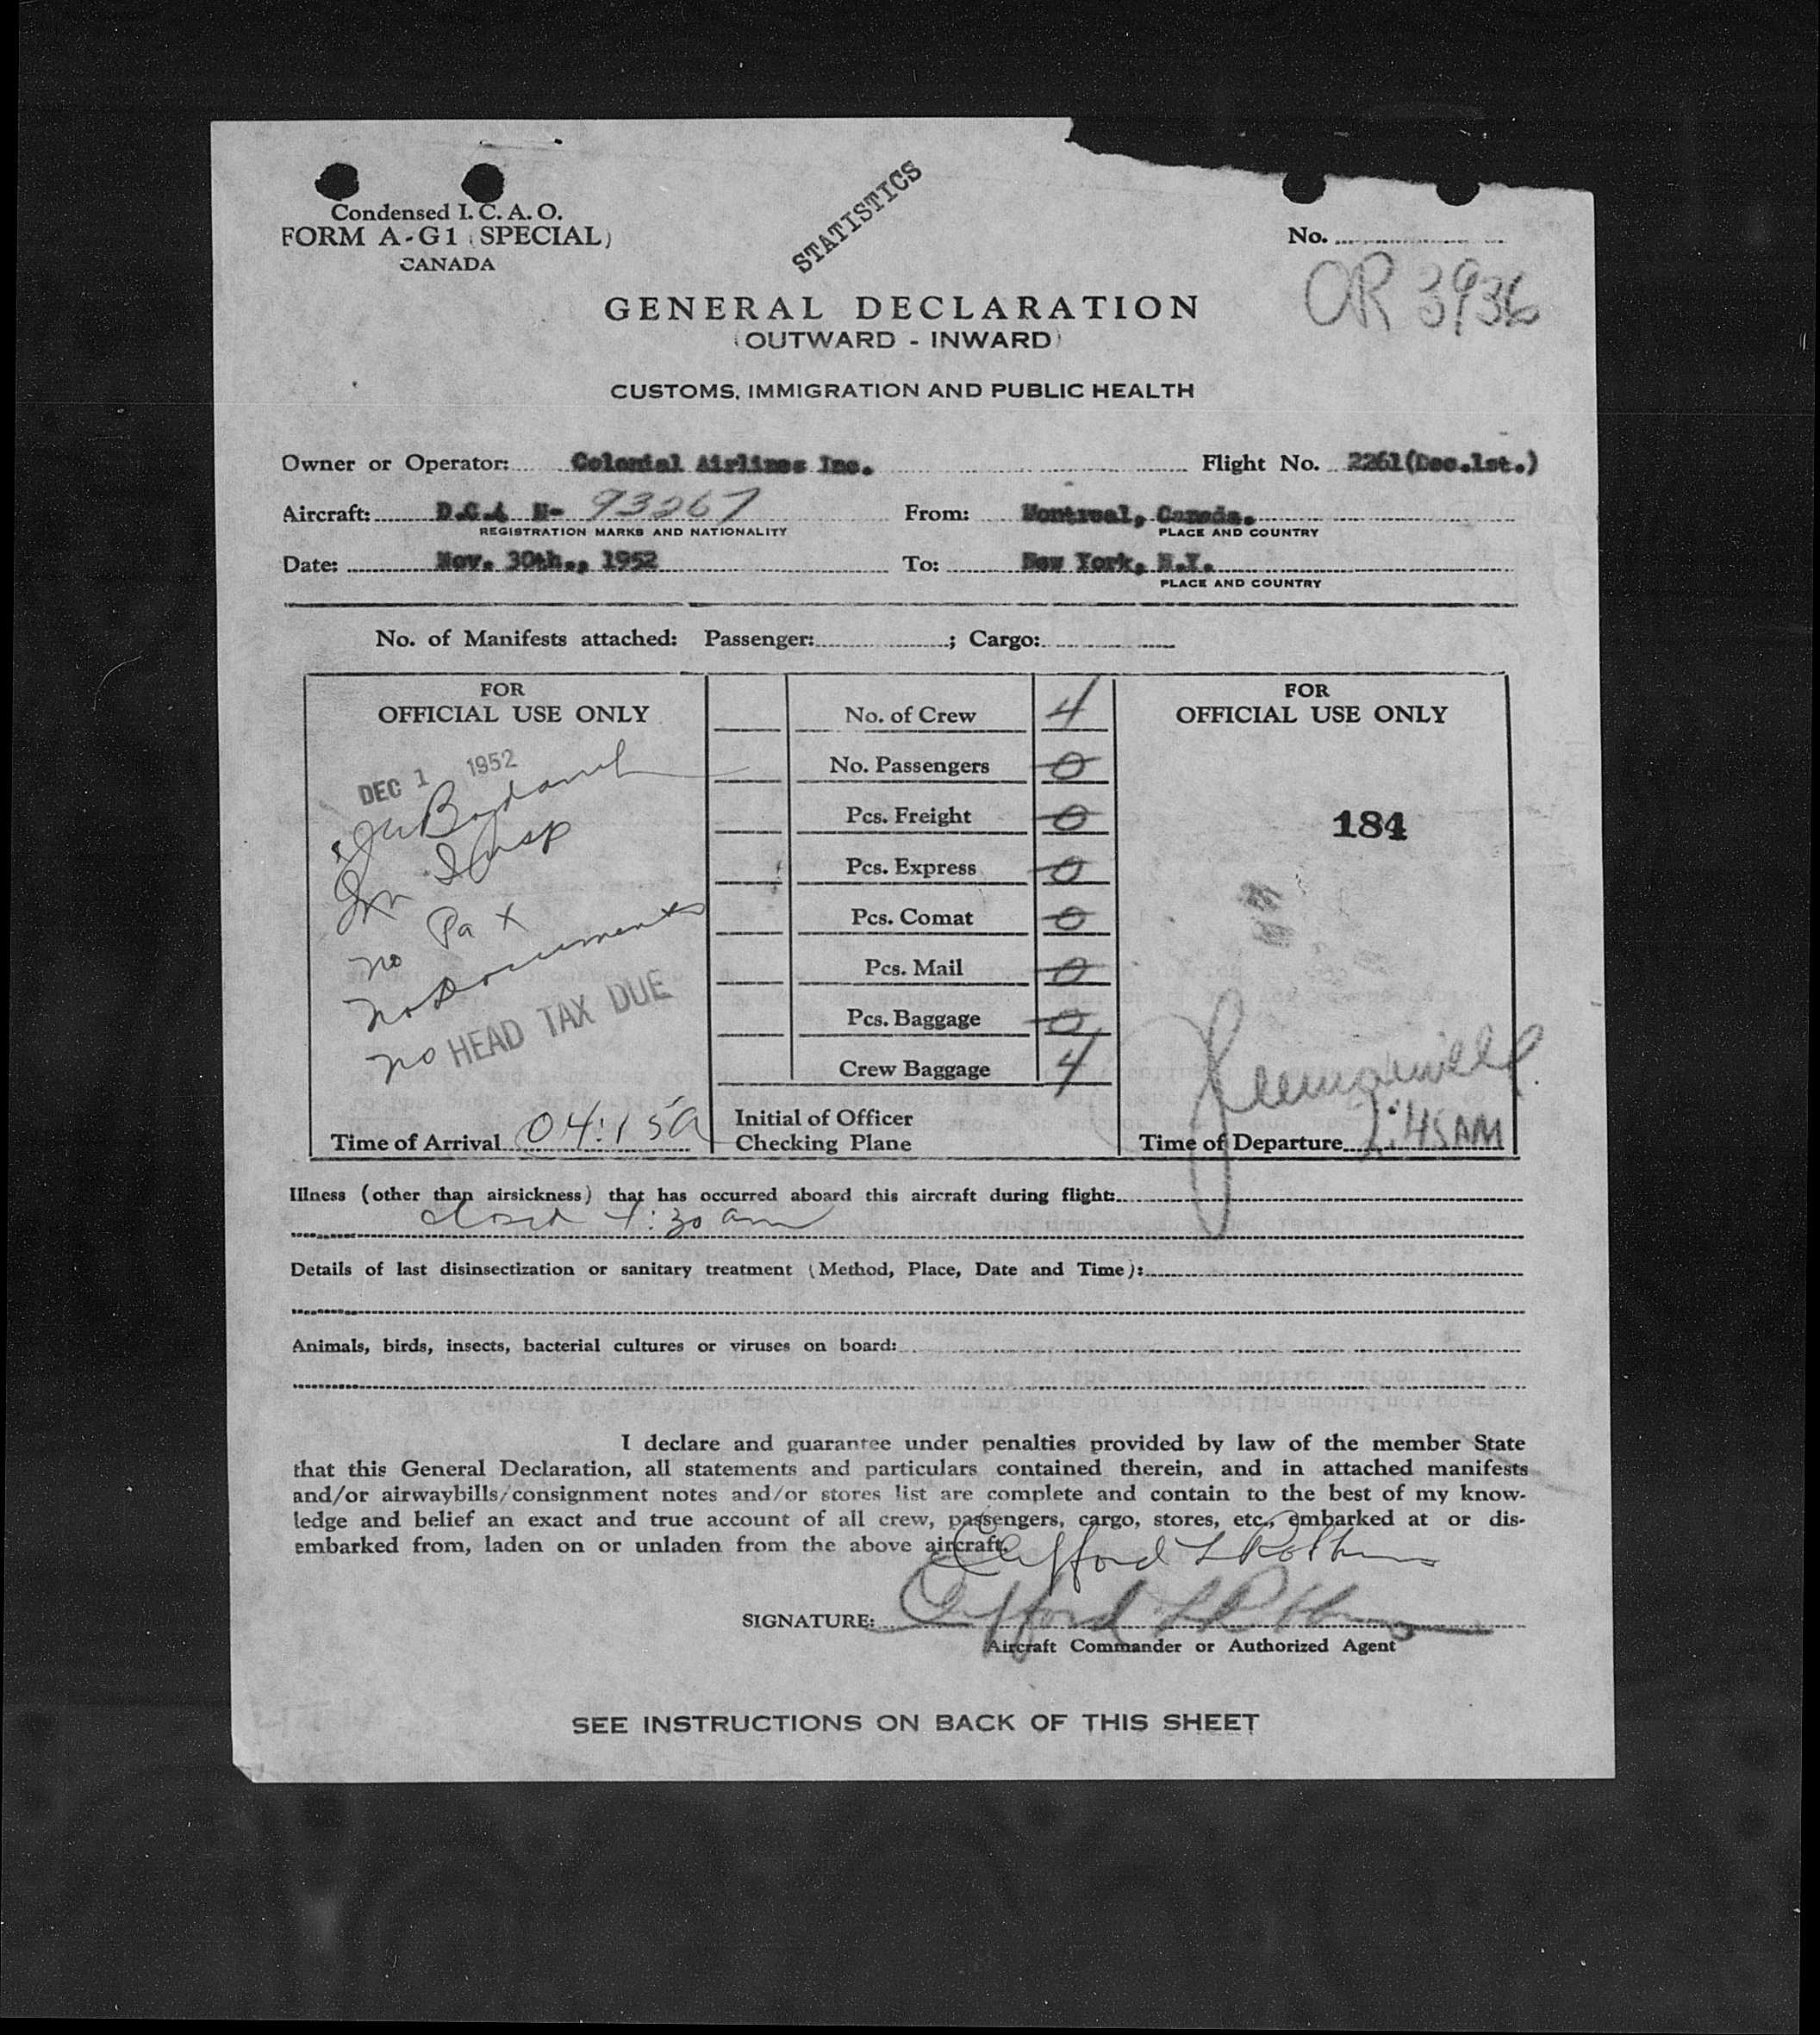 Condensed I. C. A. O.
FORM A-G1 (SPECIAL)
CANADA
STATISTICS
No.
OR 3936
GENERAL DECLARATION
(OUTWARD - INWARD)
CUSTOMS, IMMIGRATION AND PUBLIC HEALTH
Owner or Operator: Colonial Airlines Inc. Flight No. 2261(Dec.1st.)
Aircraft: D.C.4 N- 93267 From: Montreal, Canada.
REGISTRATION MARKS AND NATIONALITY PLACE AND COUNTRY
Date: Nov. 30th., 1952 To: New York, N.Y.
PLACE AND COUNTRY
No. of Manifests attached: Passenger: ; Cargo:
FOR
OFFICIAL USE ONLY
DEC 1 1952
Im Insp
no Pax
no Documents
no HEAD TAX DUE
Time of Arrival 04:15a
No. of Crew 4
No. Passengers 0
Pcs. Freight 0
Pcs. Express 0
Pcs. Comat 0
Pcs. Mail 0
Pcs. Baggage 0
Crew Baggage 4
Initial of Officer
Checking Plane
FOR
OFFICIAL USE ONLY
184
Time of Departure :45AM
Illness (other than airsickness) that has occurred aboard this aircraft during flight:
closed :30 am
Details of last disinsectization or sanitary treatment (Method, Place, Date and Time):
Animals, birds, insects, bacterial cultures or viruses on board:
I declare and guarantee under penalties provided by law of the member State
that this General Declaration, all statements and particulars contained therein, and in attached manifests
and/or airwaybills/consignment notes and/or stores list are complete and contain to the best of my know-
ledge and belief an exact and true account of all crew, passengers, cargo, stores, etc., embarked at or dis-
embarked from, laden on or unladen from the above aircraft.
Clifford L
SIGNATURE: Clifford L
Aircraft Commander or Authorized Agent
SEE INSTRUCTIONS ON BACK OF THIS SHEET